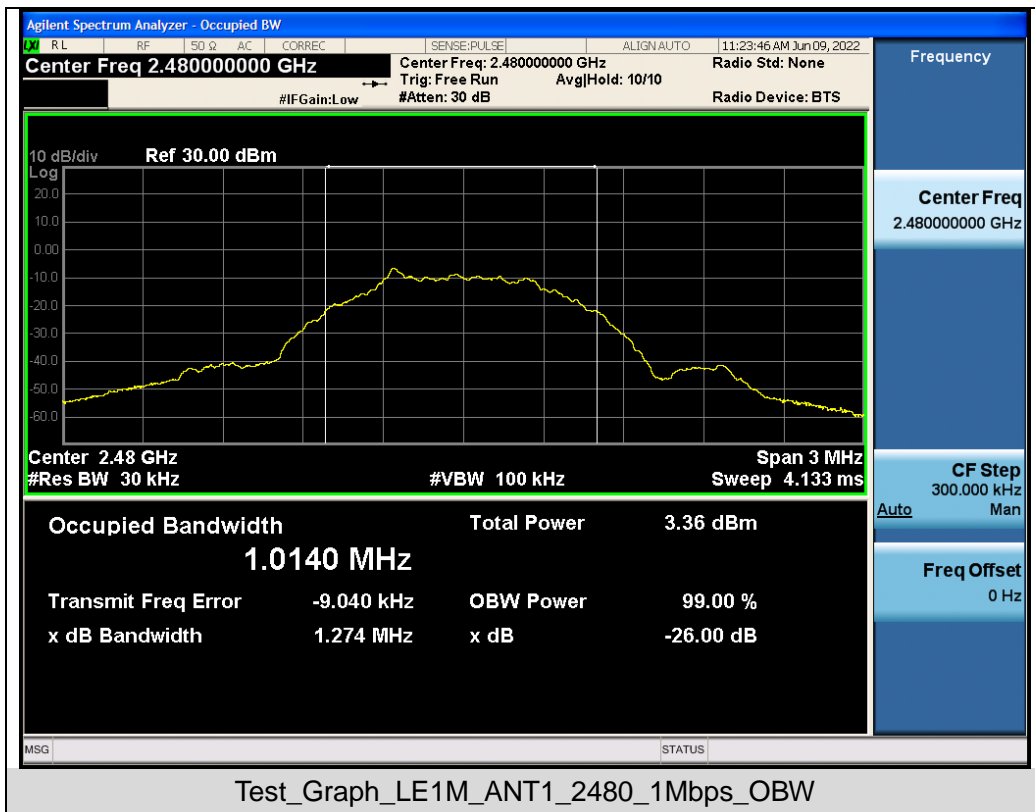 Agilent Spectrum Analyzer - Occupied BW
LXI RL RF 50 Ω AC CORREC SENSE:PULSE ALIGN AUTO 11:23:46 AM Jun 09, 2022
Center Freq 2.480000000 GHz
Center Freq: 2.480000000 GHz Radio Std: None
Trig: Free Run Avg|Hold: 10/10
#IFGain:Low #Atten: 30 dB Radio Device: BTS
10 dB/div Ref 30.00 dBm
Log
20.0
10.0
0.00
-10.0
-20.0
-30.0
-40.0
-50.0
-60.0
Center 2.48 GHz Span 3 MHz
#Res BW 30 kHz #VBW 100 kHz Sweep 4.133 ms
Occupied Bandwidth Total Power 3.36 dBm
1.0140 MHz
Transmit Freq Error -9.040 kHz OBW Power 99.00 %
x dB Bandwidth 1.274 MHz x dB -26.00 dB
MSG STATUS
Frequency
Center Freq
2.480000000 GHz
CF Step
300.000 kHz
Auto Man
Freq Offset
0 Hz
Test_Graph_LE1M_ANT1_2480_1Mbps_OBW